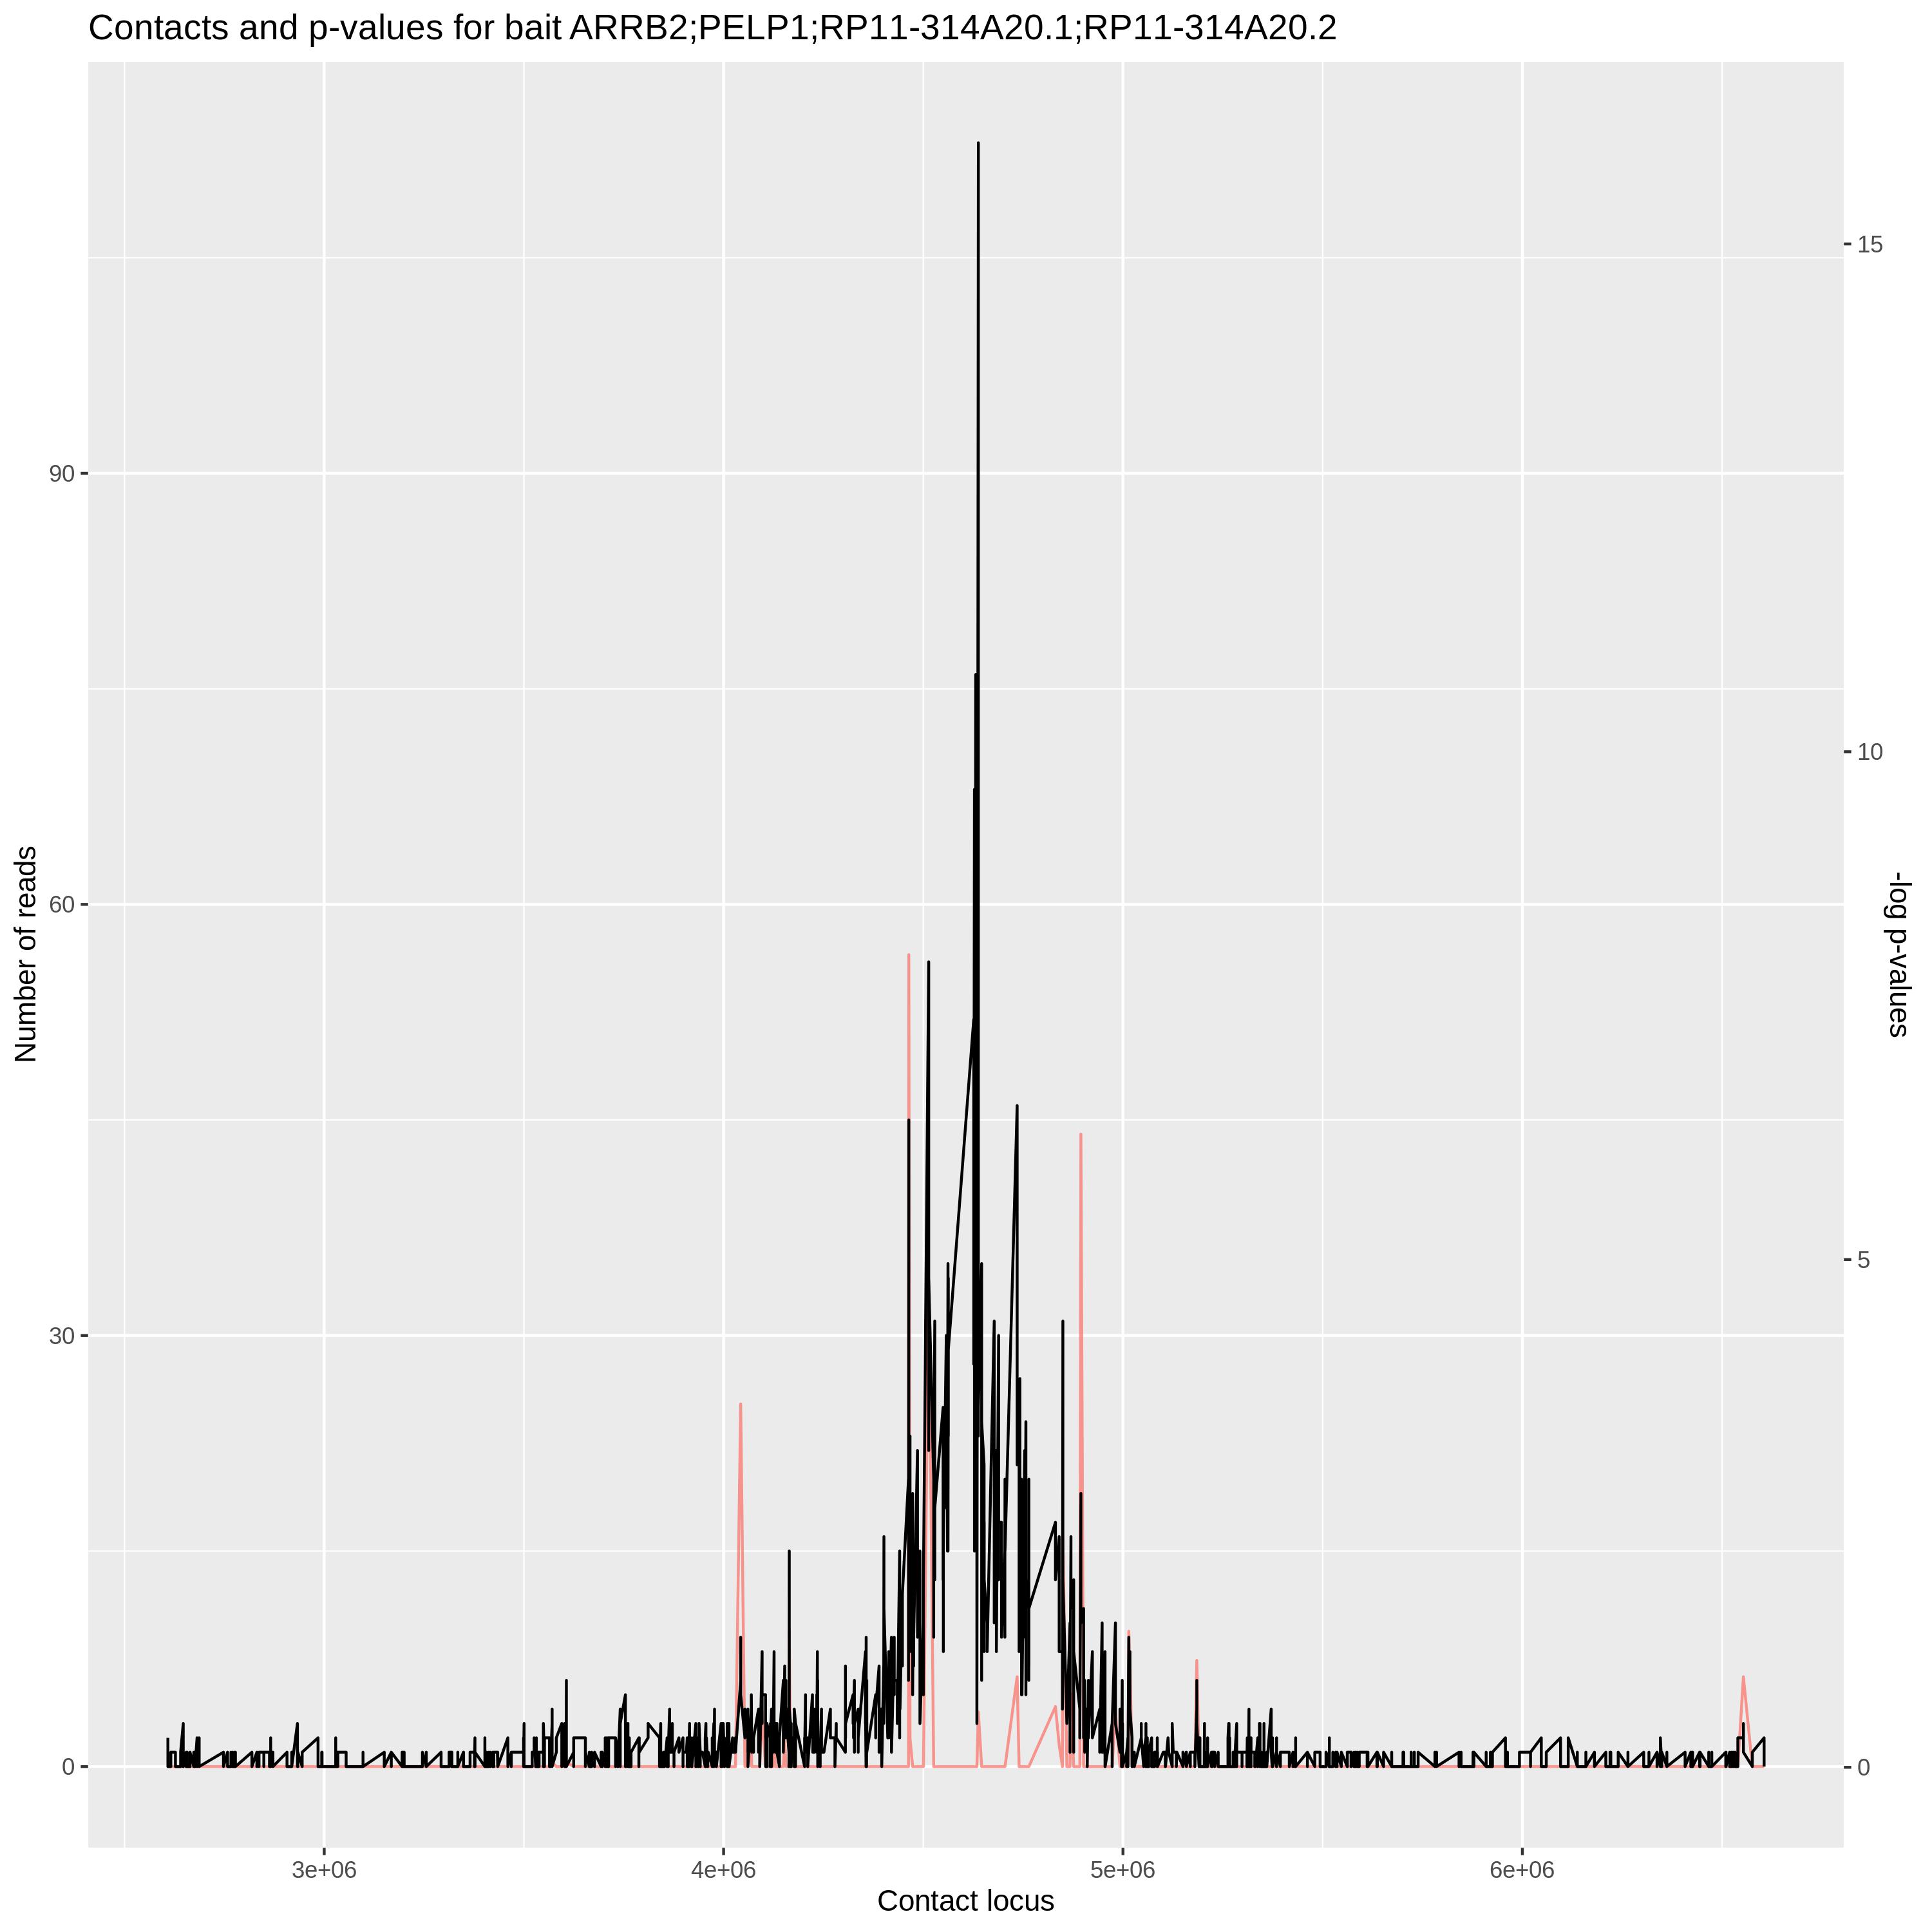 Contacts and p-values for bait ARRB2;PELP1;RP11-314A20.1;RP11-314A20.2
90
60
30
0
Number of reads
15
10
5
0
-log p-values
3e+06
4e+06
5e+06
6e+06
Contact locus